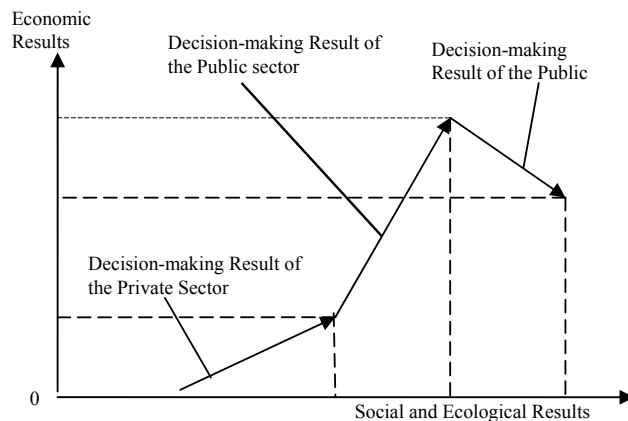 Economic
Results
Decision-making Result of
the Public sector
Decision-making
Result of the Public
Decision-making Result of
the Private Sector
0
Social and Ecological Results